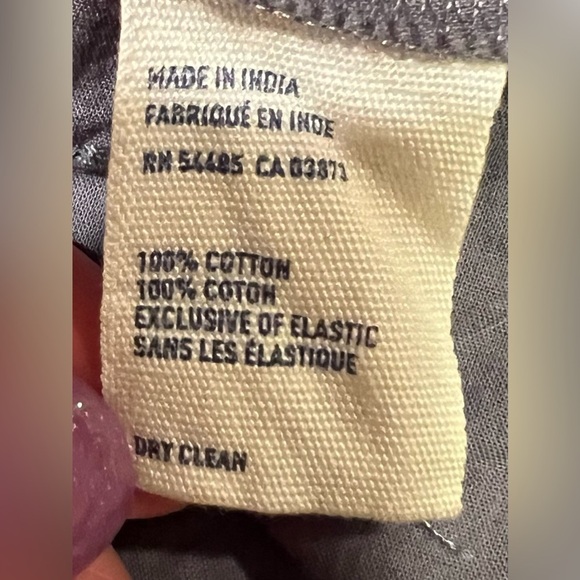 MADE IN INDIA
FABRIQUÉ EN INDE
RN 54485 CA 03871
100% COTTON
100% COTON
EXCLUSIVE OF ELASTIC
SANS LES ÉLASTIQUE
DRY CLEAN